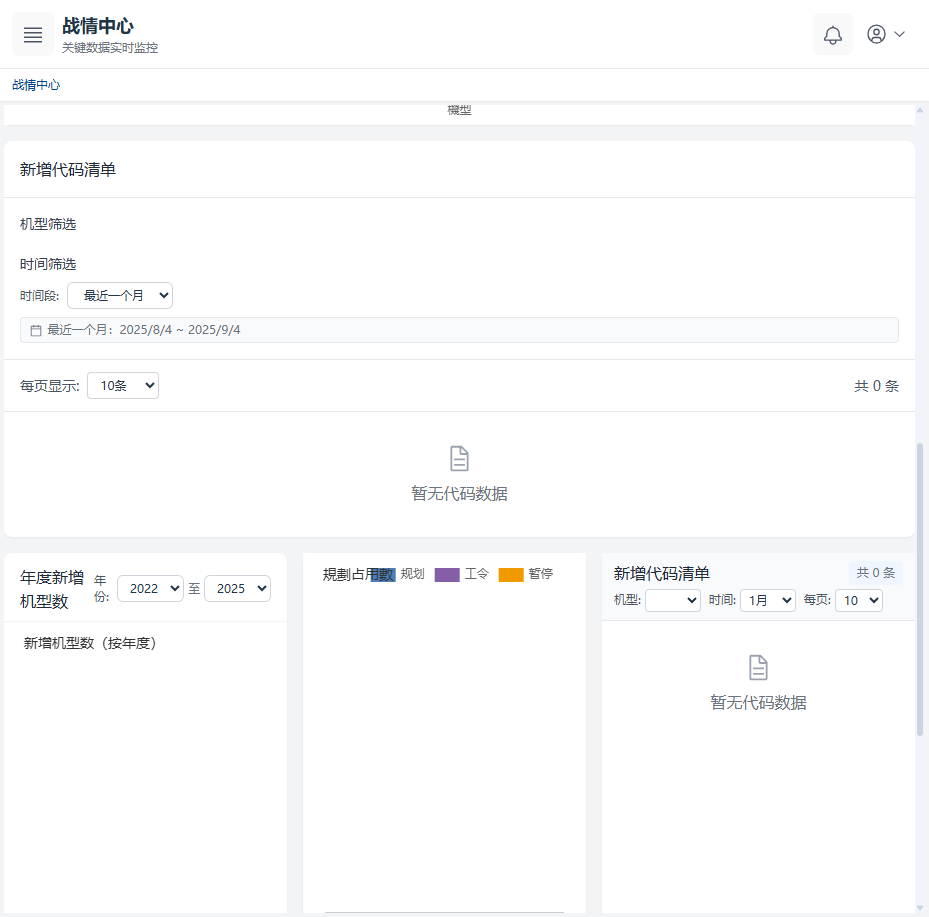 战情中心
关键数据实时监控
战情中心
模型
新增代码清单
机型筛选
时间筛选
时间段: 最近一个月
最近一个月：2025/8/4 ~ 2025/9/4
每页显示: 10条 共 0 条
暂无代码数据
年度新增机型数 年份: 2022 至 2025
新增机型数（按年度）
規劃占用數 规划 工令 暂停
新增代码清单 共 0 条
机型: 时间: 1月 每页: 10
暂无代码数据